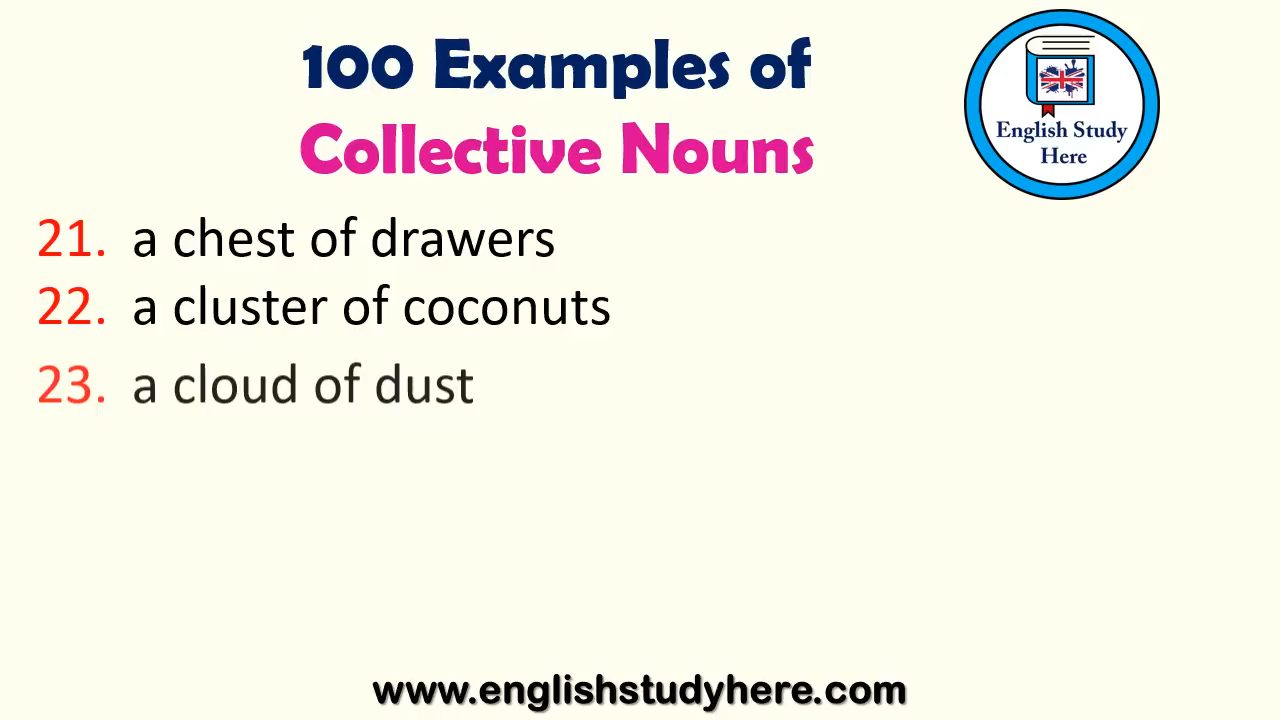 100 Examples of
Collective Nouns
English Study
Here
21. a chest of drawers
22. a cluster of coconuts
23. a cloud of dust
www.englishstudyhere.com